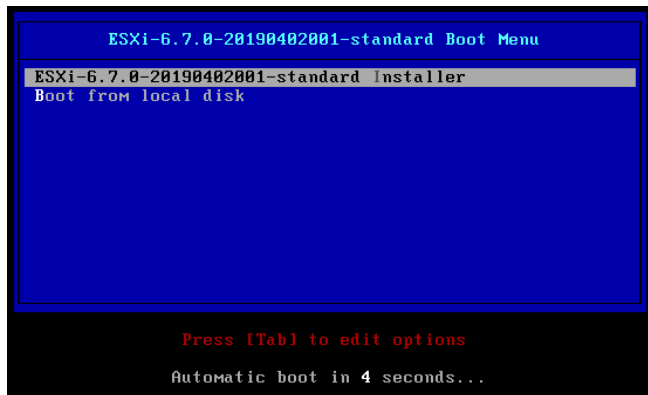 ESXi-6.7.0-20190402001-standard Boot Menu
ESXi-6.7.0-20190402001-standard Installer
Boot from local disk
Press [Tab] to edit options
Automatic boot in 4 seconds...